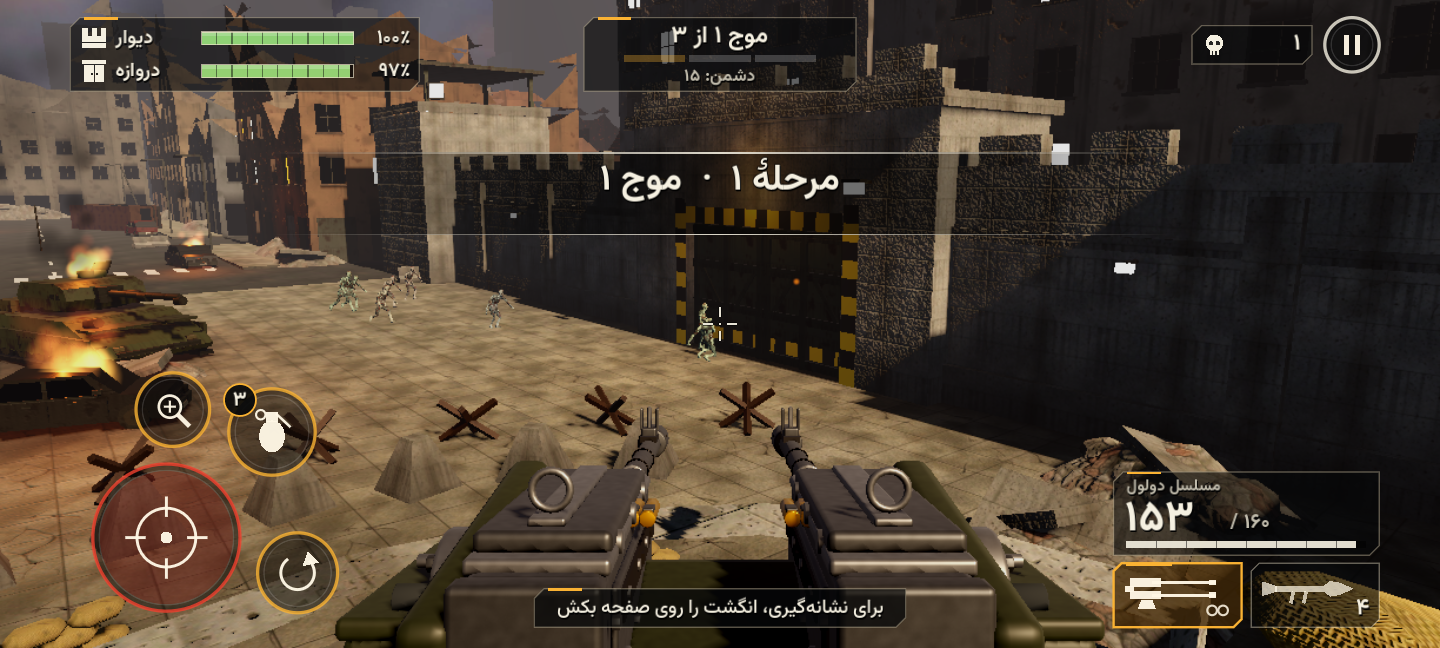 دیوار ۱۰۰٪
دروازه ۹۷٪
موج ۱ از ۳
دشمن: ۱۵
۱
مرحلهٔ ۱ · موج ۱
۳
مسلسل دولول
۱۵۳ / ۱۶۰
∞
۴
برای نشانه‌گیری، انگشت را روی صفحه بکش